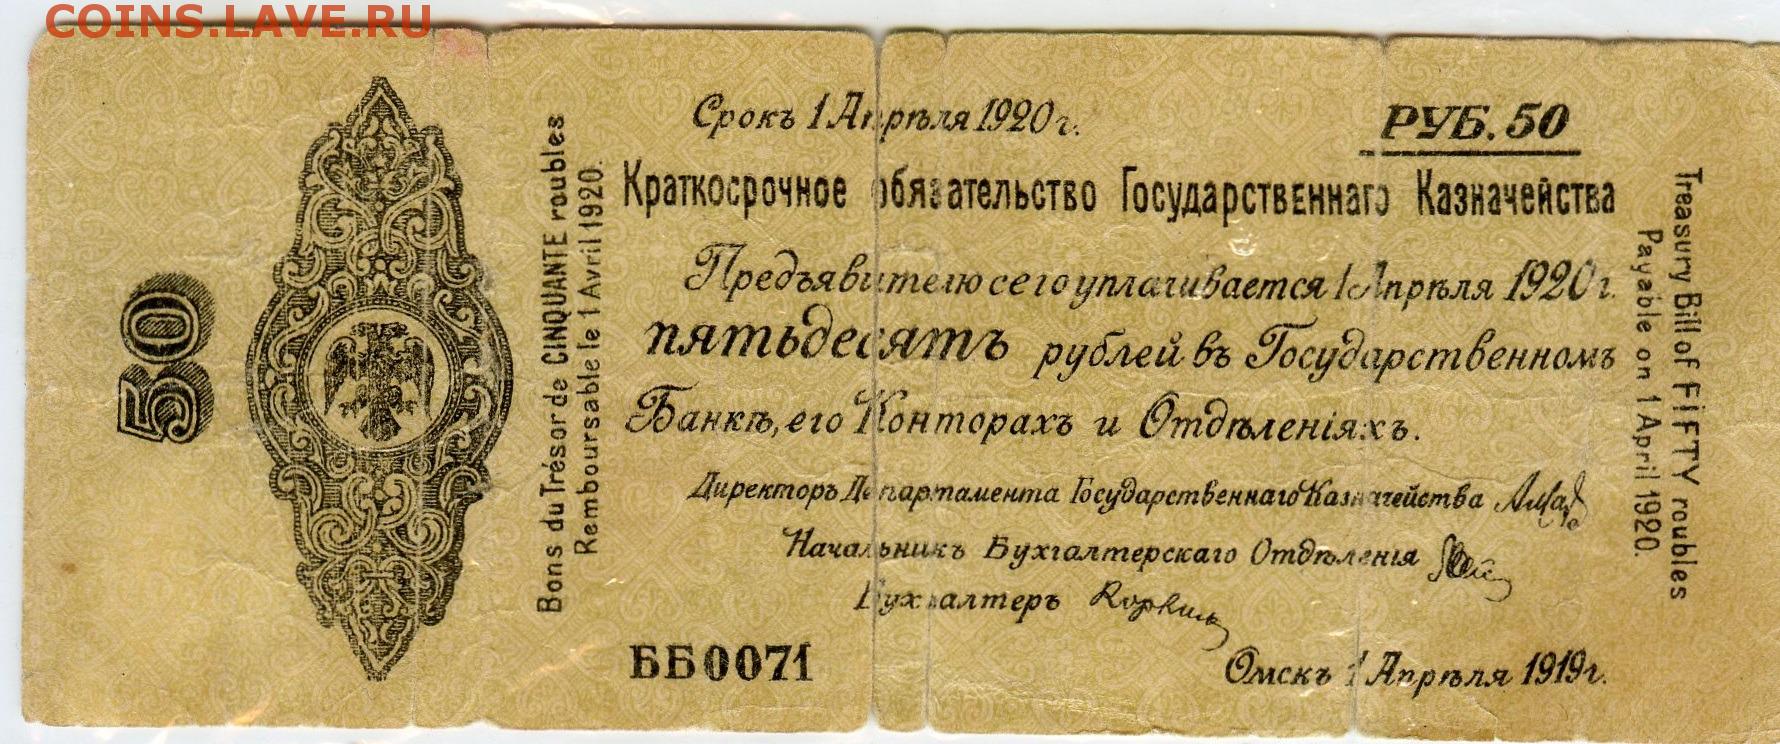 COINS.LAVE.RU
50
Bons du Trésor de CINQUANTE roubles
Remboursable le 1 Avril 1920.
Срокъ 1 Апрѣля 1920 г.
РУБ. 50
Краткосрочное обязательство Государственнаго Казначейства
Предъявителю сего уплачивается 1 Апрѣля 1920 г.
пятьдесятъ рублей въ Государственномъ
Банкѣ, его Конторахъ и Отдѣленіяхъ.
Директоръ Департамента Государственнаго Казначейства
Начальникъ Бухгалтерскаго Отдѣленія
Бухгалтеръ
ББ0071
Омскъ 1 Апрѣля 1919 г.
Treasury Bill of FIFTY roubles
Payable on 1 April 1920.